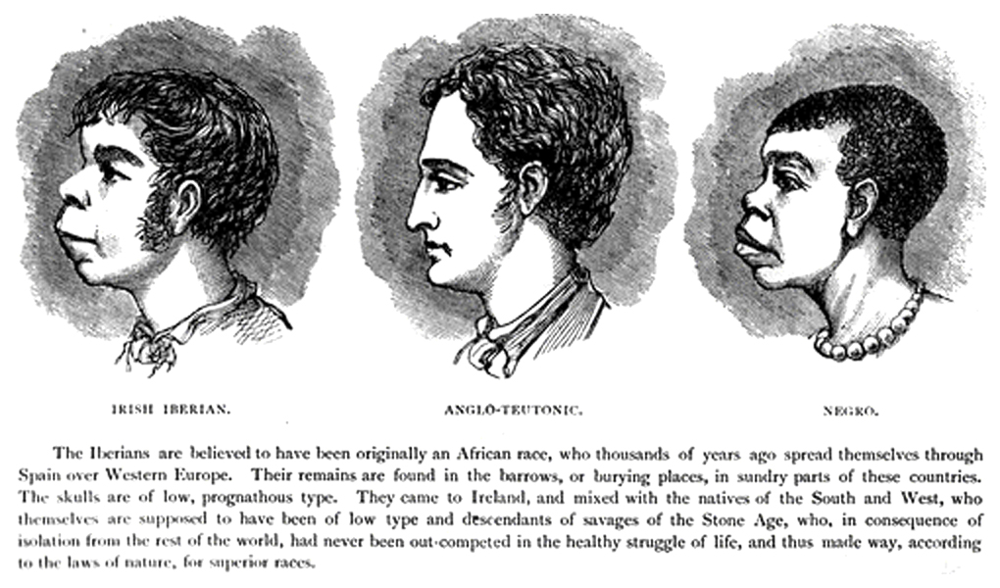 IRISH IBERIAN.
ANGLO-TEUTONIC.
NEGRO.
The Iberians are believed to have been originally an African race, who thousands of years ago spread themselves through
Spain over Western Europe. Their remains are found in the barrows, or burying places, in sundry parts of these countries.
The skulls are of low, prognathous type. They came to Ireland, and mixed with the natives of the South and West, who
themselves are supposed to have been of low type and descendants of savages of the Stone Age, who, in consequence of
isolation from the rest of the world, had never been out-competed in the healthy struggle of life, and thus made way, according
to the laws of nature, for superior races.